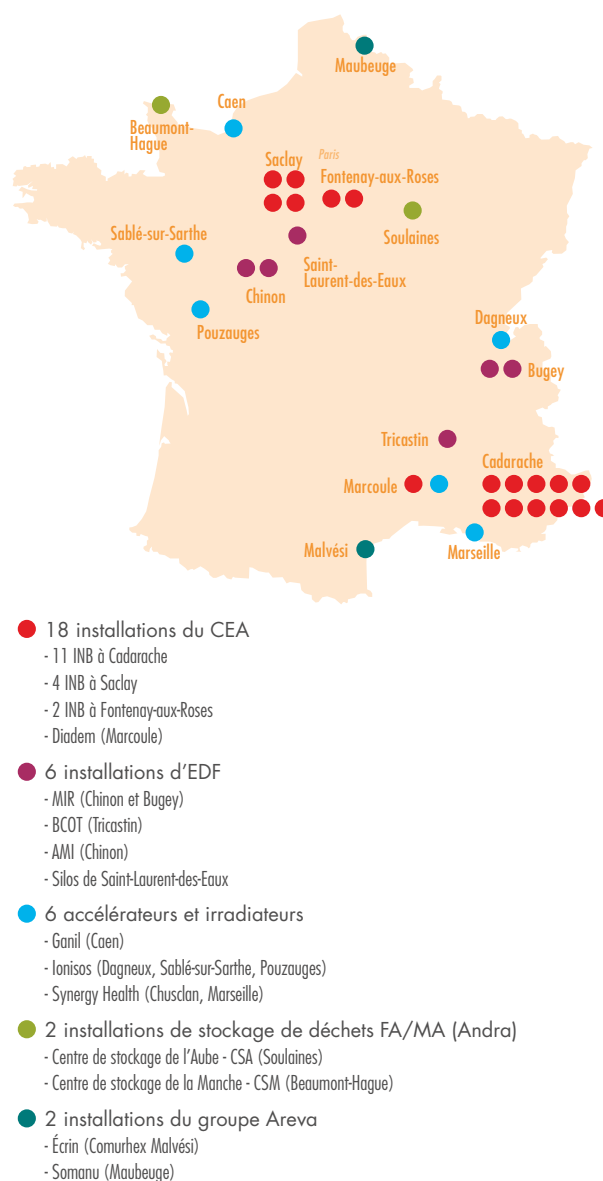 Maubeuge
Caen
Beaumont-
Hague
Saclay
Paris
Fontenay-aux-Roses
Soulaines
Sablé-sur-Sarthe
Saint-
Laurent-des-Eaux
Chinon
Pouzauges
Dagneux
Bugey
Tricastin
Cadarache
Marcoule
Malvési
Marseille
18 installations du CEA
- 11 INB à Cadarache
- 4 INB à Saclay
- 2 INB à Fontenay-aux-Roses
- Diadem (Marcoule)
6 installations d'EDF
- MIR (Chinon et Bugey)
- BCOT (Tricastin)
- AMI (Chinon)
- Silos de Saint-Laurent-des-Eaux
6 accélérateurs et irradiateurs
- Ganil (Caen)
- Ionisos (Dagneux, Sablé-sur-Sarthe, Pouzauges)
- Synergy Health (Chusclan, Marseille)
2 installations de stockage de déchets FA/MA (Andra)
- Centre de stockage de l'Aube - CSA (Soulaines)
- Centre de stockage de la Manche - CSM (Beaumont-Hague)
2 installations du groupe Areva
- Écrin (Comurhex Malvési)
- Somanu (Maubeuge)